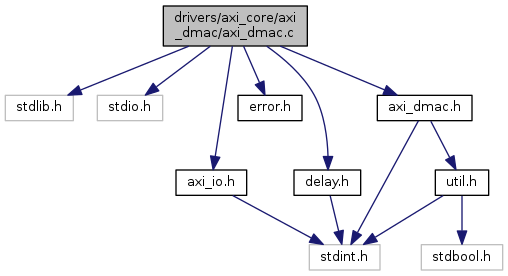 drivers/axi_core/axi
_dmac/axi_dmac.c
stdlib.h
stdio.h
error.h
axi_dmac.h
axi_io.h
delay.h
util.h
stdint.h
stdbool.h